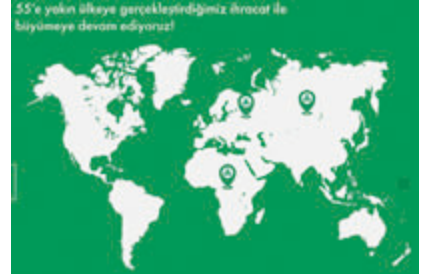 55'e yakın ülkeye gerçekleştirdiğimiz ihracat ile
büyümeye devam ediyoruz!